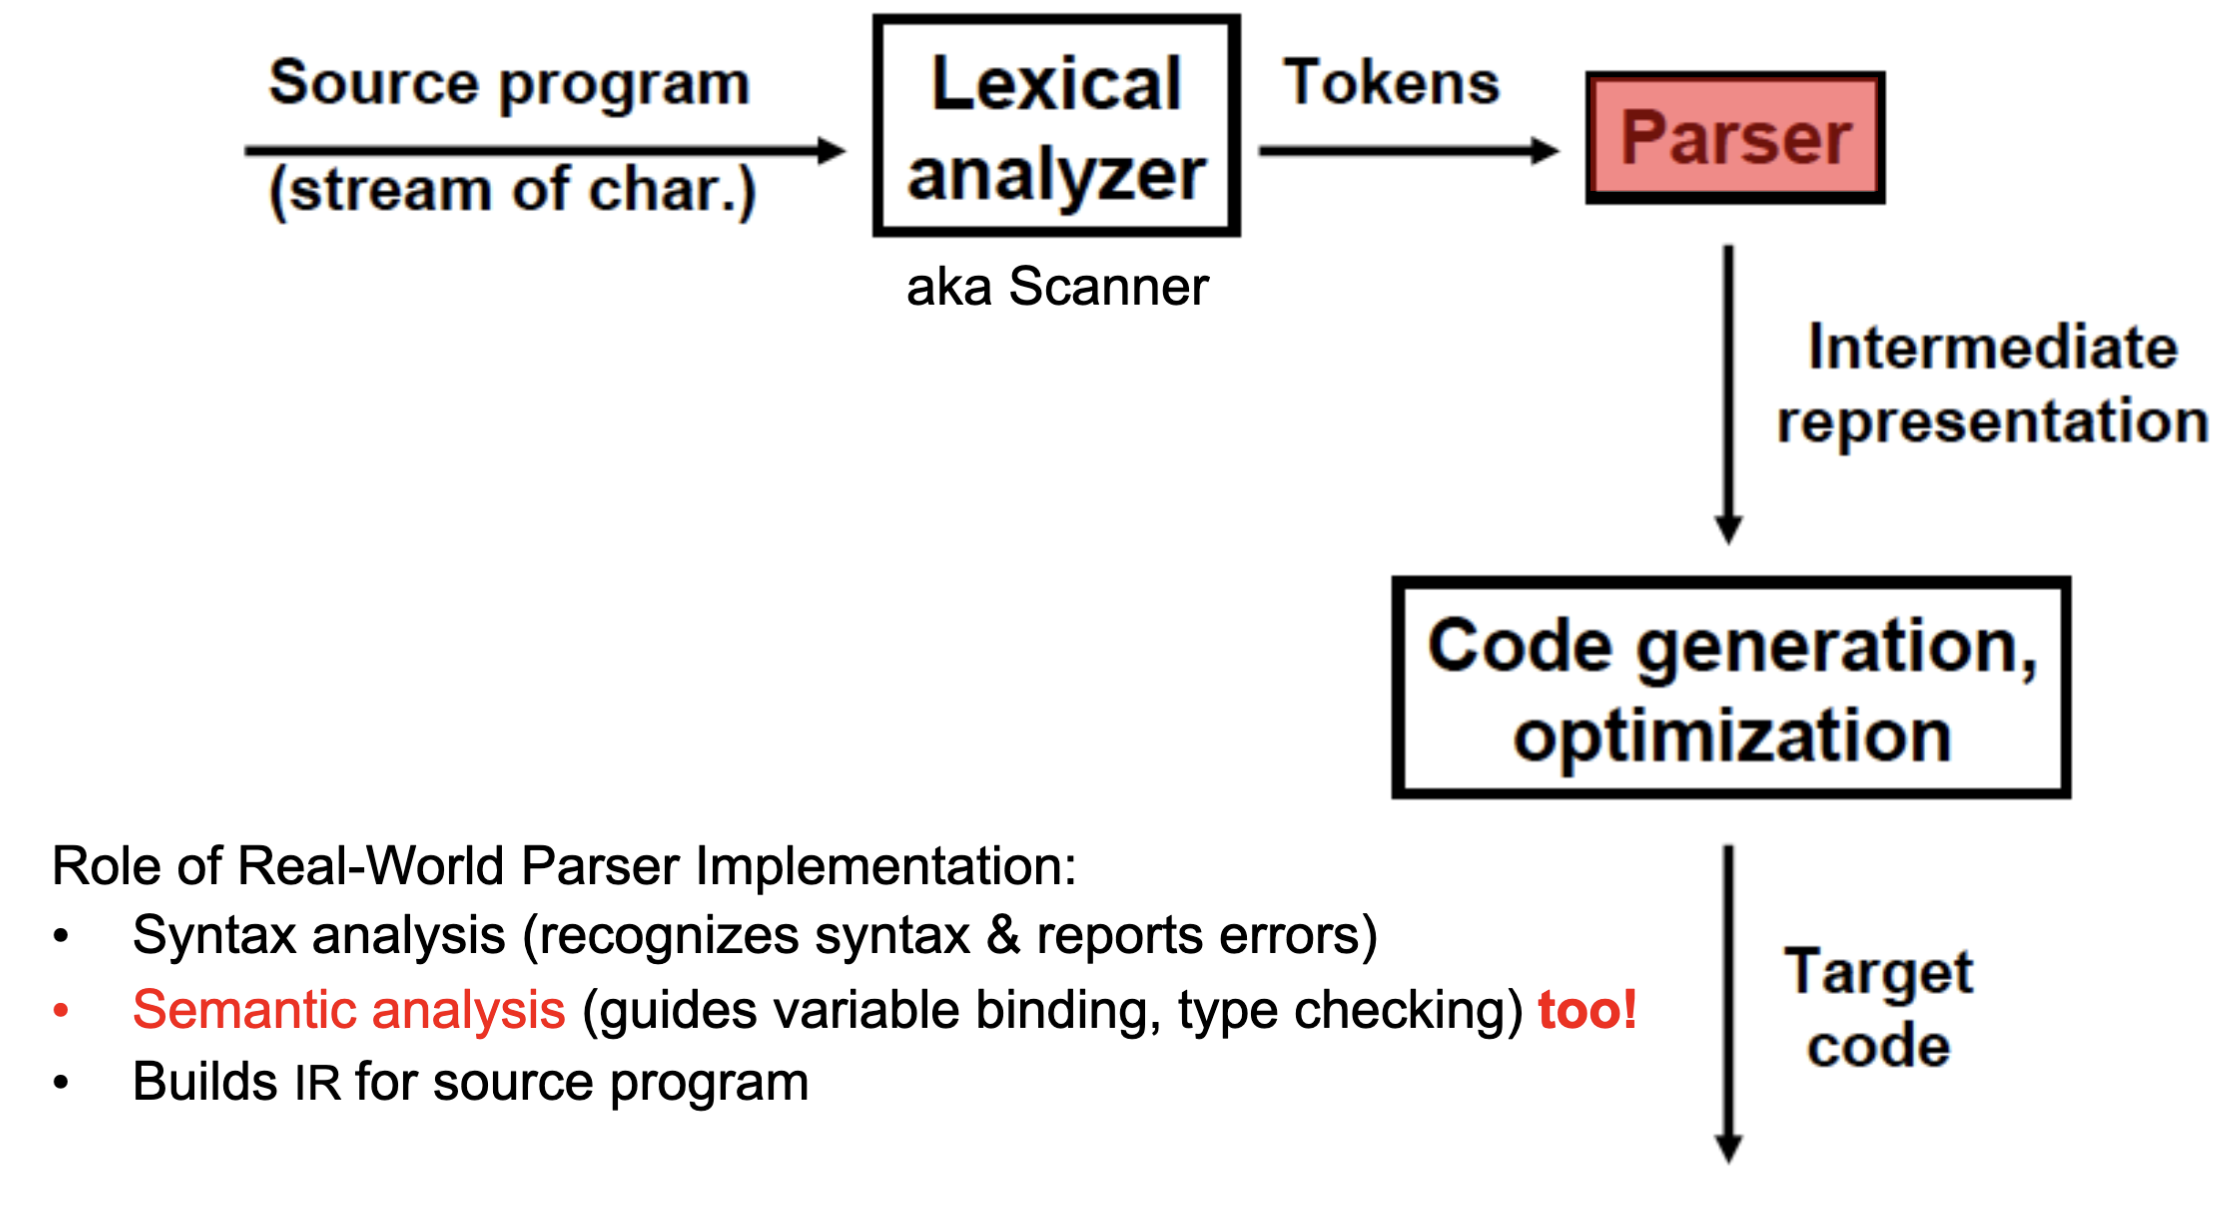 Source program
(stream of char.)
Lexical
analyzer
aka Scanner
Tokens
Parser
Intermediate
representation
Code generation,
optimization
Target
code
Role of Real-World Parser Implementation:
• Syntax analysis (recognizes syntax & reports errors)
• Semantic analysis (guides variable binding, type checking) too!
• Builds IR for source program